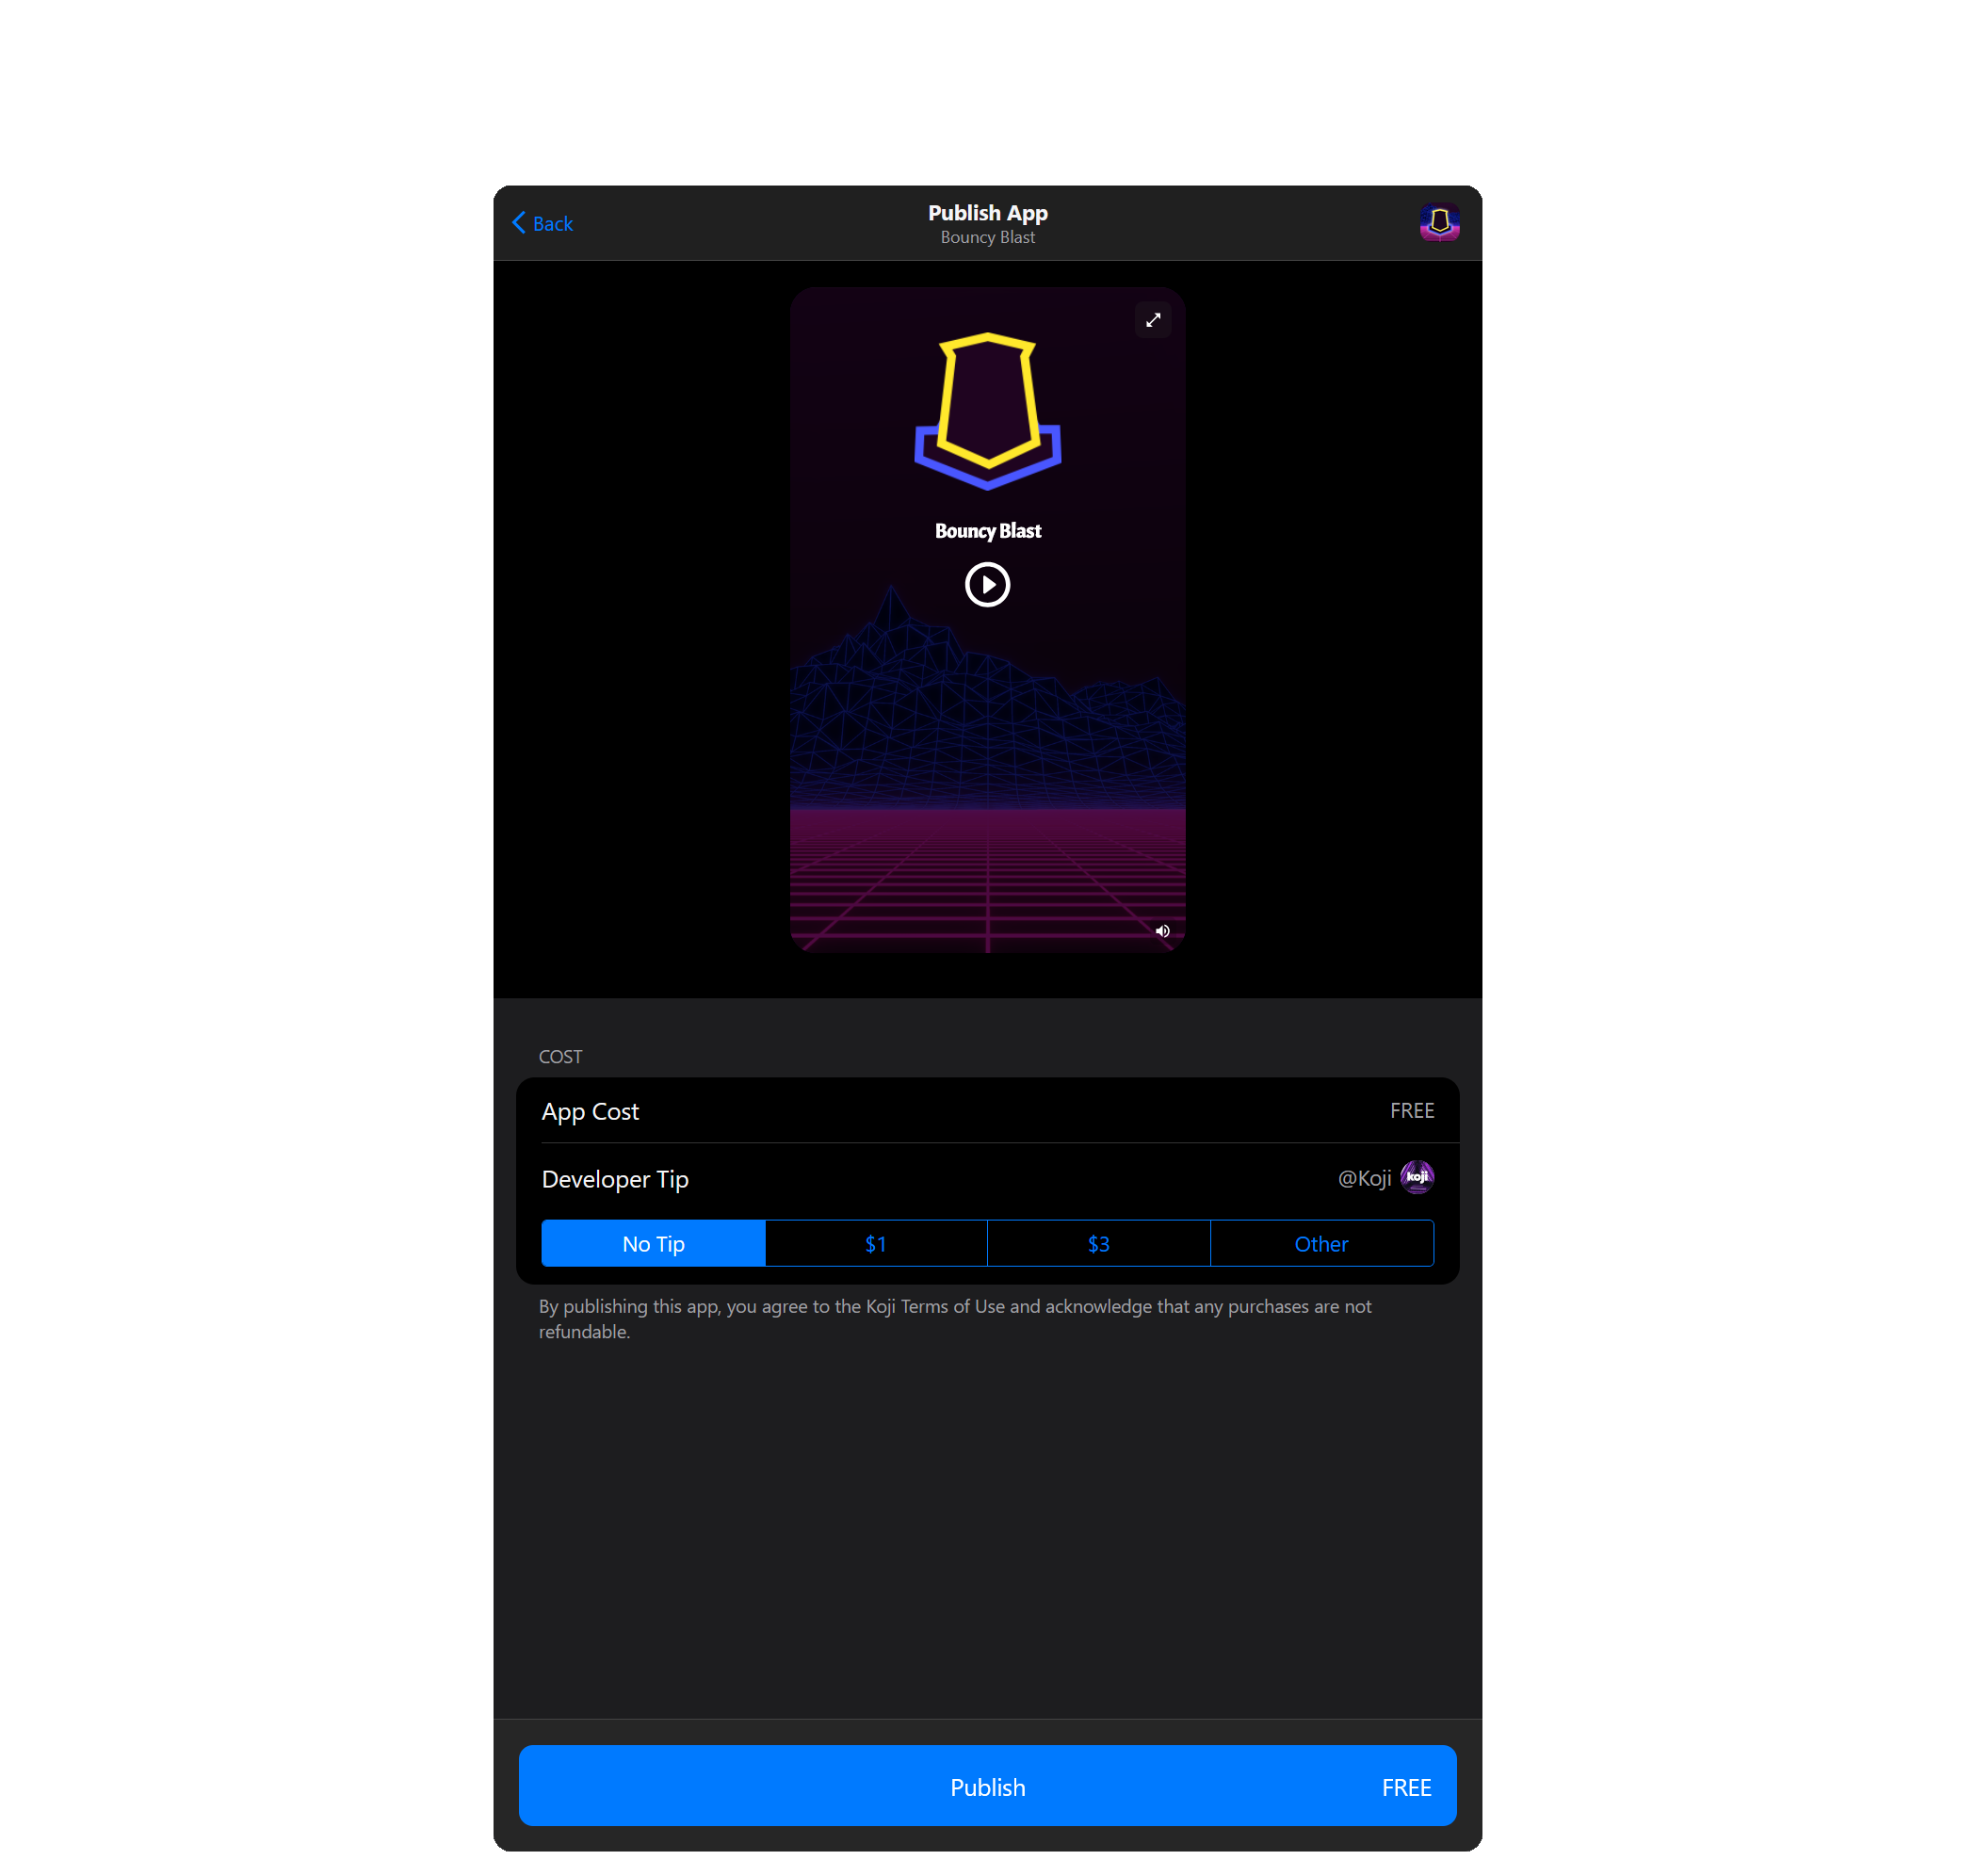 Back
Publish App
Bouncy Blast
Bouncy Blast
COST
App Cost
FREE
Developer Tip
@Koji
koji
No Tip
$1
$3
Other
By publishing this app, you agree to the Koji Terms of Use and acknowledge that any purchases are not
refundable.
Publish
FREE